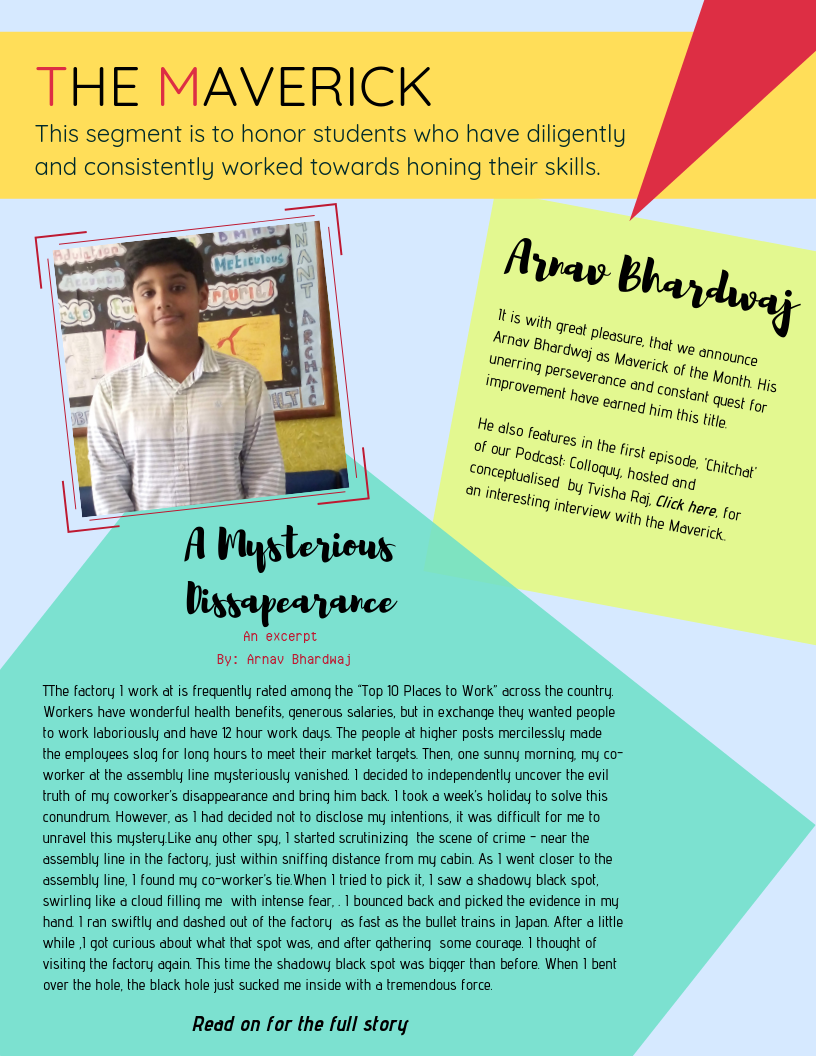 THE MAVERICK
This segment is to honor students who have diligently
and consistently worked towards honing their skills.
Adulation
Meticulous
TNANT
ARCHAIC
Arnav Bhardwaj
It is with great pleasure, that we announce
Arnav Bhardwaj as Maverick of the Month. His
unerring perseverance and constant quest for
improvement have earned him this title.
He also features in the first episode, 'Chitchat'
of our Podcast: Colloquy, hosted and
conceptualised by Tvisha Raj, Click here, for
an interesting interview with the Maverick..
A Mysterious
Dissapearance
An excerpt
By: Arnav Bhardwaj
TThe factory I work at is frequently rated among the "Top 10 Places to Work" across the country.
Workers have wonderful health benefits, generous salaries, but in exchange they wanted people
to work laboriously and have 12 hour work days. The people at higher posts mercilessly made
the employees slog for long hours to meet their market targets. Then, one sunny morning, my co-
worker at the assembly line mysteriously vanished. I decided to independently uncover the evil
truth of my coworker's disappearance and bring him back. I took a week's holiday to solve this
conundrum. However, as I had decided not to disclose my intentions, it was difficult for me to
unravel this mystery.Like any other spy, I started scrutinizing the scene of crime - near the
assembly line in the factory, just within sniffing distance from my cabin. As I went closer to the
assembly line, I found my co-worker's tie.When I tried to pick it, I saw a shadowy black spot,
swirling like a cloud filling me with intense fear, . I bounced back and picked the evidence in my
hand. I ran swiftly and dashed out of the factory as fast as the bullet trains in Japan. After a little
while ,I got curious about what that spot was, and after gathering some courage. I thought of
visiting the factory again. This time the shadowy black spot was bigger than before. When I bent
over the hole, the black hole just sucked me inside with a tremendous force.
Read on for the full story